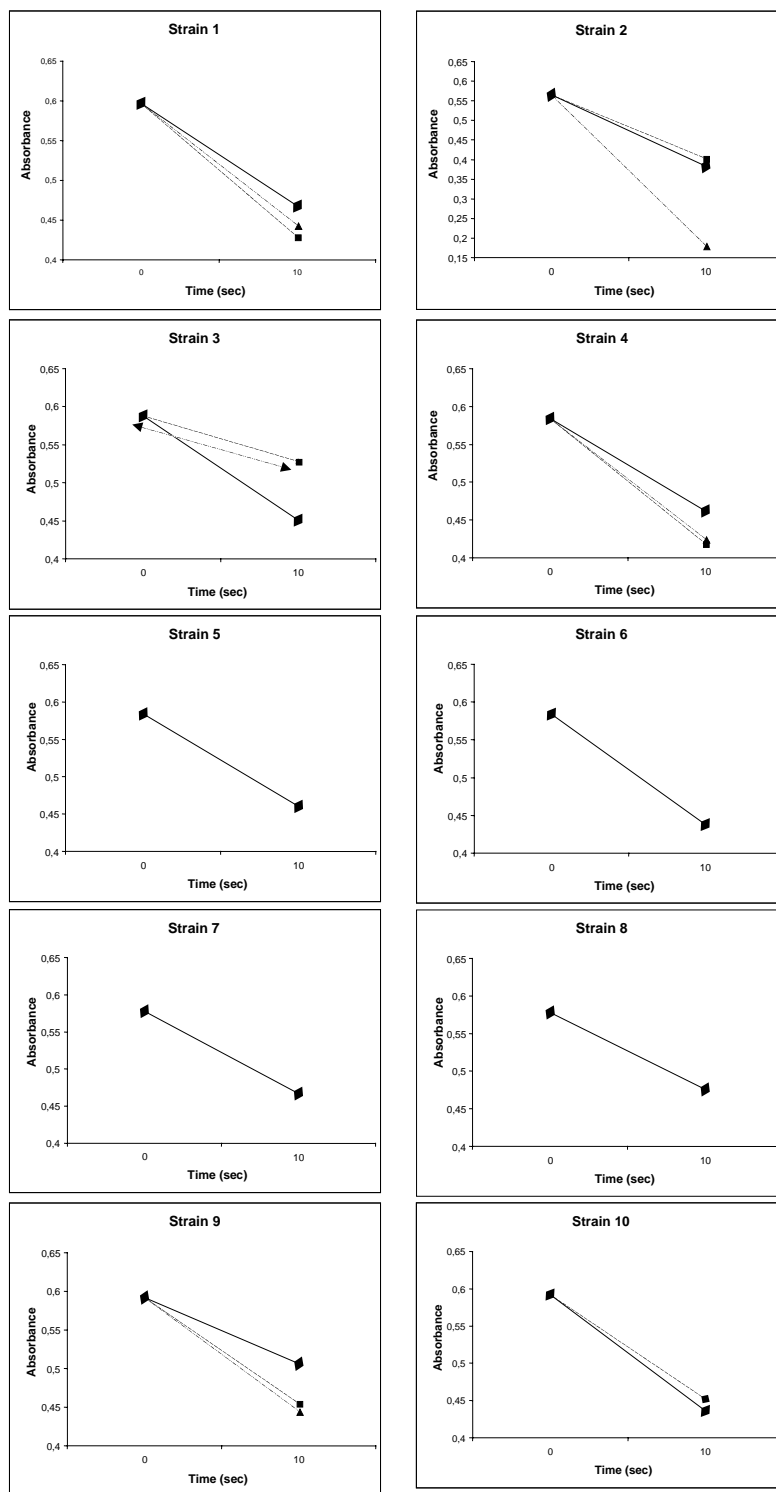 Strain 1
0,65
0,6
0,55
0,5
0,45
0,4
Absorbance
0 10
Time (sec)
Strain 2
0,65
0,6
0,55
0,5
0,45
0,4
0,35
0,3
0,25
0,2
0,15
Absorbance
0 10
Time (sec)
Strain 3
0,65
0,6
0,55
0,5
0,45
0,4
Absorbance
0 10
Time (sec)
Strain 4
0,65
0,6
0,55
0,5
0,45
0,4
Absorbance
0 10
Time (sec)
Strain 5
0,65
0,6
0,55
0,5
0,45
0,4
Absorbance
0 10
Time (sec)
Strain 6
0,65
0,6
0,55
0,5
0,45
0,4
Absorbance
0 10
Time (sec)
Strain 7
0,65
0,6
0,55
0,5
0,45
0,4
Absorbance
0 10
Time (sec)
Strain 8
0,65
0,6
0,55
0,5
0,45
0,4
Absorbance
0 10
Time (sec)
Strain 9
0,65
0,6
0,55
0,5
0,45
0,4
Absorbance
0 10
Time (sec)
Strain 10
0,65
0,6
0,55
0,5
0,45
0,4
Absorbance
0 10
Time (sec)